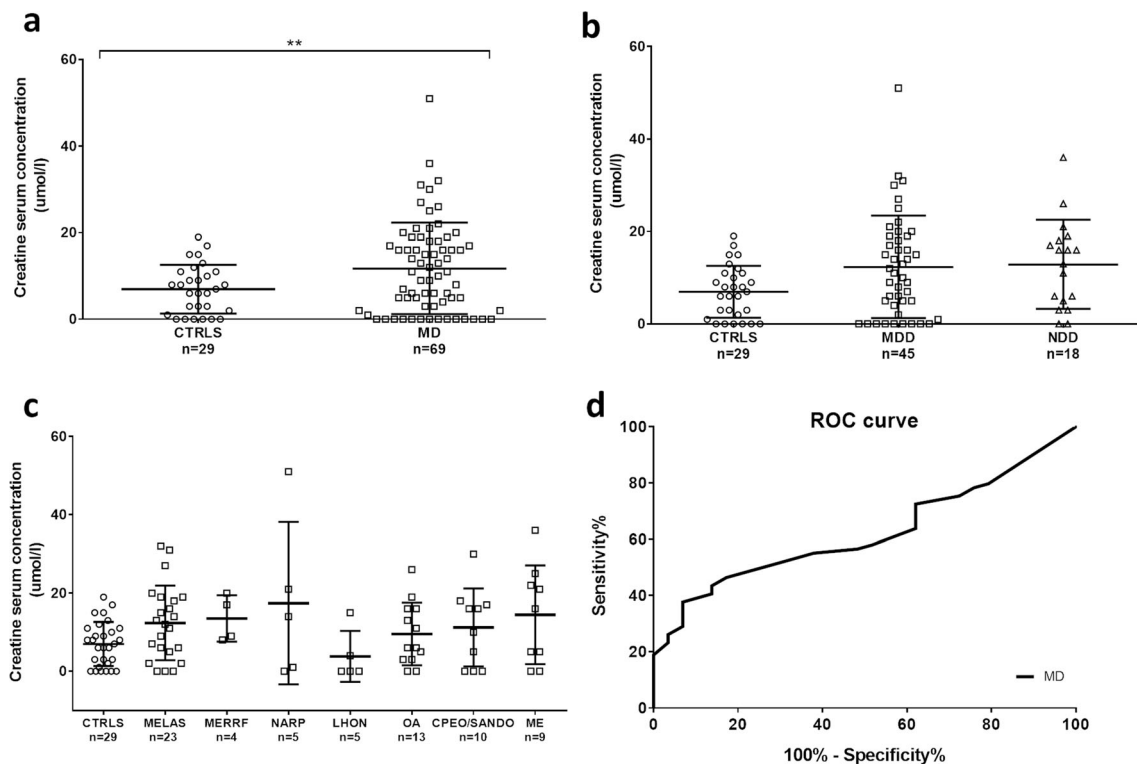 a
**
60
40
20
0
Creatine serum concentration
(umol/l)
CTRLS
n=29
MD
n=69
b
60
40
20
0
Creatine serum concentration
(umol/l)
CTRLS
n=29
MDD
n=45
NDD
n=18
c
60
40
20
0
Creatine serum concentration
(umol/l)
CTRLS
n=29
MELAS
n=23
MERRF
n=4
NARP
n=5
LHON
n=5
OA
n=13
CPEO/SANDO
n=10
ME
n=9
d
ROC curve
100
80
60
40
20
0
Sensitivity%
MD
0
20
40
60
80
100
100% - Specificity%